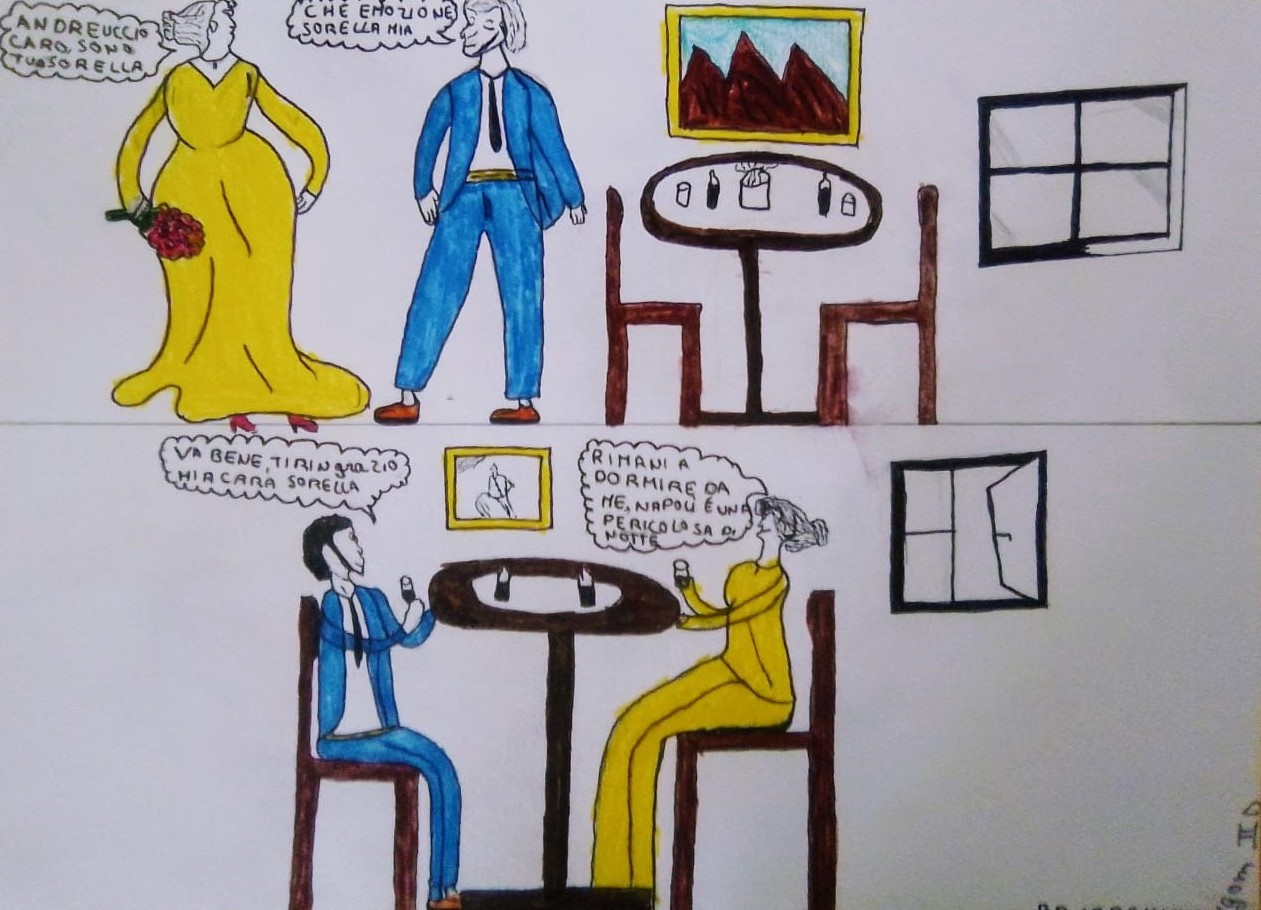 ANDREUCCIO
CARO SONO
TUA SORELLA
CHE EMOZIONE
SORELLA MIA
VA BENE, TI RINGRAZIO
MIA CARA SORELLA
RIMANI A
DORMIRE DA
ME, NAPOLI È UNA
PERICOLOSA DI
NOTTE
III D